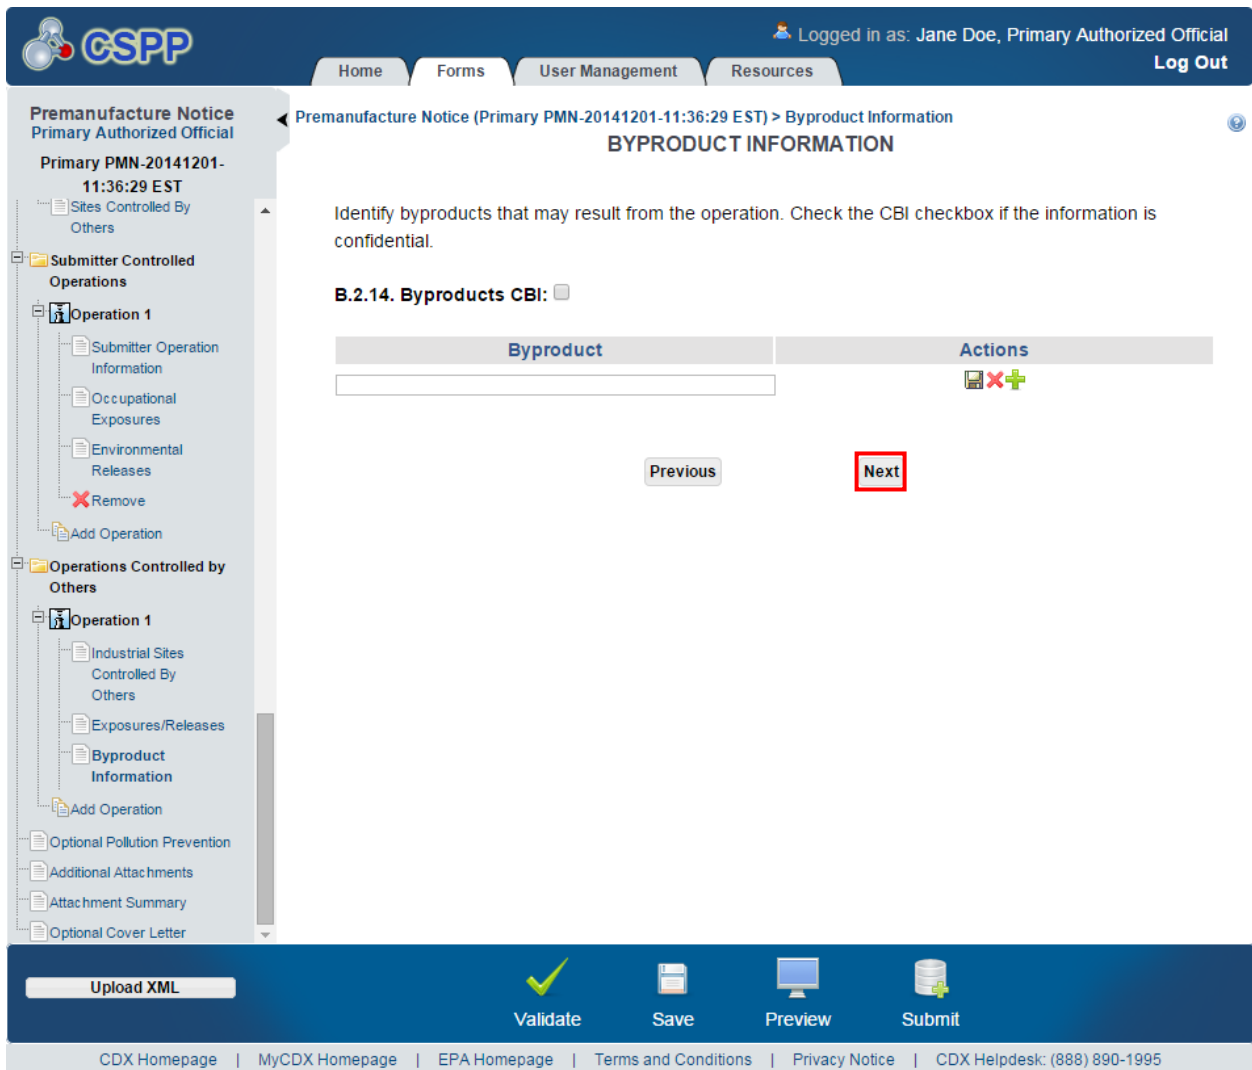 CSPP
Logged in as: Jane Doe, Primary Authorized Official
Log Out
Home
Forms
User Management
Resources
Premanufacture Notice
Primary Authorized Official
Primary PMN-20141201-
11:36:29 EST
Sites Controlled By
Others
Submitter Controlled
Operations
Operation 1
Submitter Operation
Information
Occupational
Exposures
Environmental
Releases
Remove
Add Operation
Operations Controlled by
Others
Operation 1
Industrial Sites
Controlled By
Others
Exposures/Releases
Byproduct
Information
Add Operation
Optional Pollution Prevention
Additional Attachments
Attachment Summary
Optional Cover Letter
Premanufacture Notice (Primary PMN-20141201-11:36:29 EST) > Byproduct Information
BYPRODUCT INFORMATION
Identify byproducts that may result from the operation. Check the CBI checkbox if the information is
confidential.
B.2.14. Byproducts CBI:
Byproduct
Actions
Previous
Next
Upload XML
Validate
Save
Preview
Submit
CDX Homepage | MyCDX Homepage | EPA Homepage | Terms and Conditions | Privacy Notice | CDX Helpdesk: (888) 890-1995